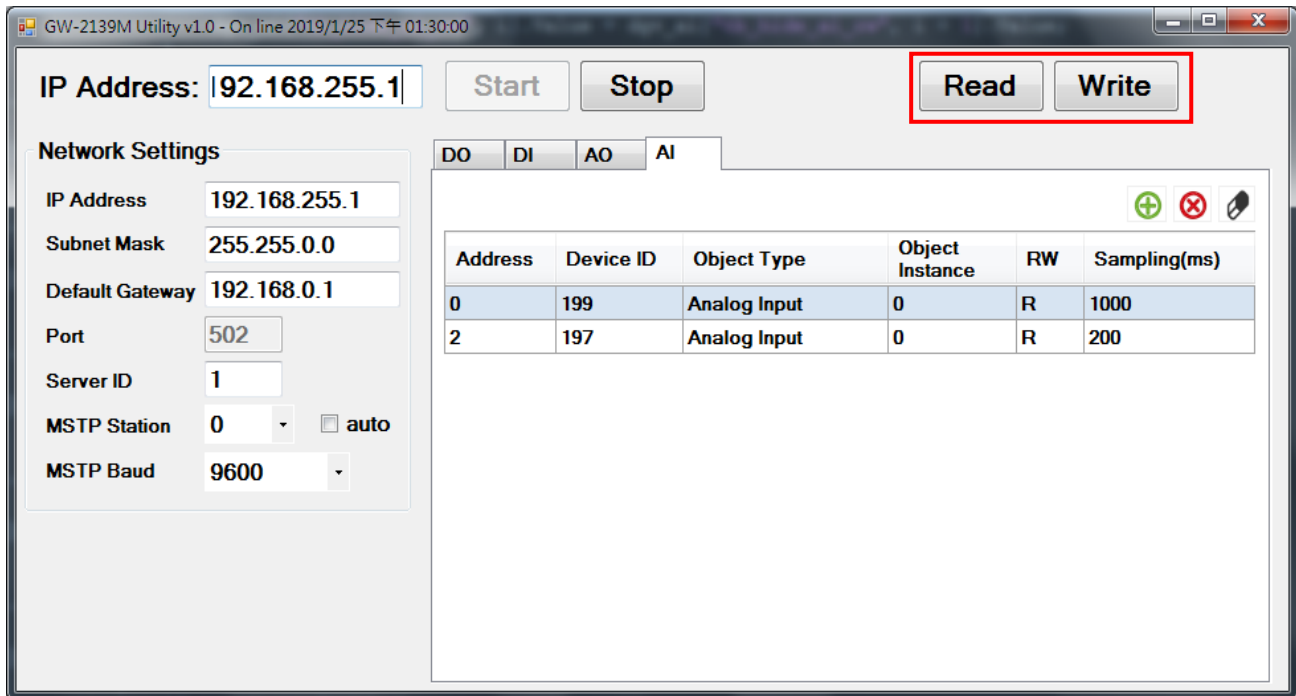 GW-2139M Utility v1.0 - On line 2019/1/25 下午 01:30:00
IP Address: 192.168.255.1 Start Stop Read Write
Network Settings
IP Address 192.168.255.1
Subnet Mask 255.255.0.0
Default Gateway 192.168.0.1
Port 502
Server ID 1
MSTP Station 0 auto
MSTP Baud 9600
DO DI AO AI
Address Device ID Object Type Object Instance RW Sampling(ms)
0 199 Analog Input 0 R 1000
2 197 Analog Input 0 R 200